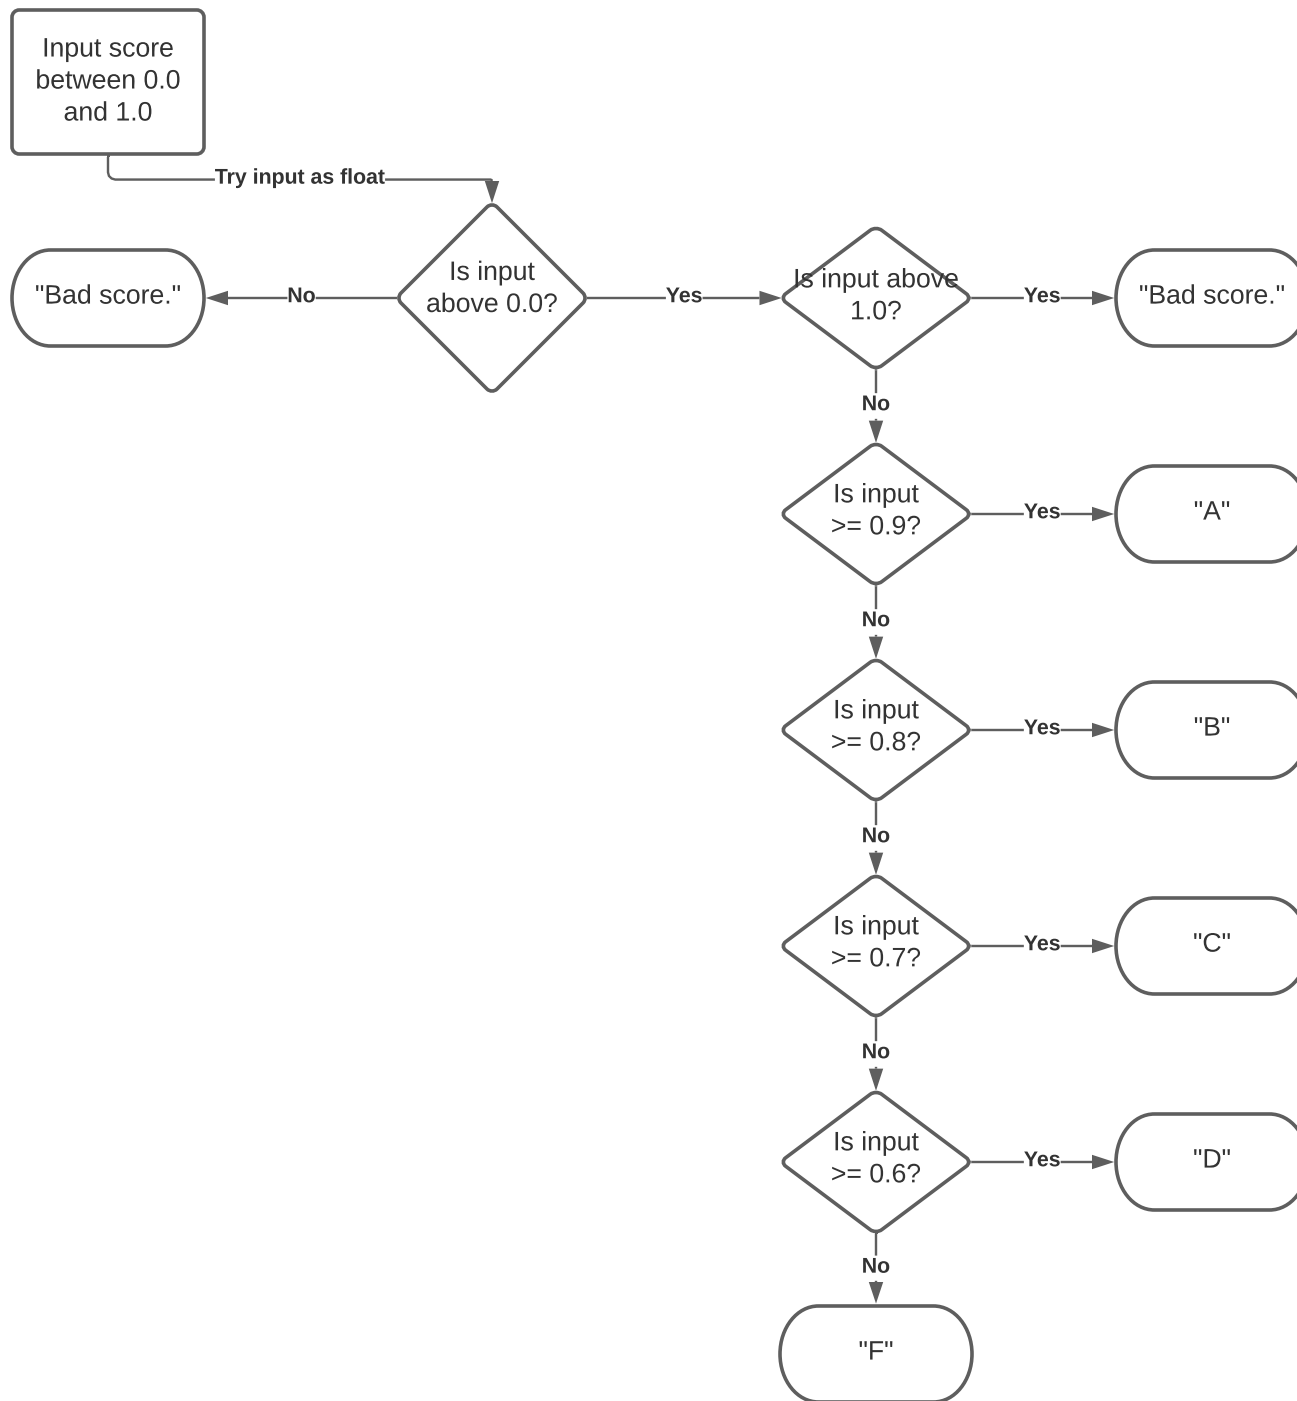 Input score
between 0.0
and 1.0
Try input as float
"Bad score."
No
Is input
above 0.0?
Yes
Is input above
1.0?
Yes
"Bad score."
No
Is input
>= 0.9?
Yes
"A"
No
Is input
>= 0.8?
Yes
"B"
No
Is input
>= 0.7?
Yes
"C"
No
Is input
>= 0.6?
Yes
"D"
No
"F"